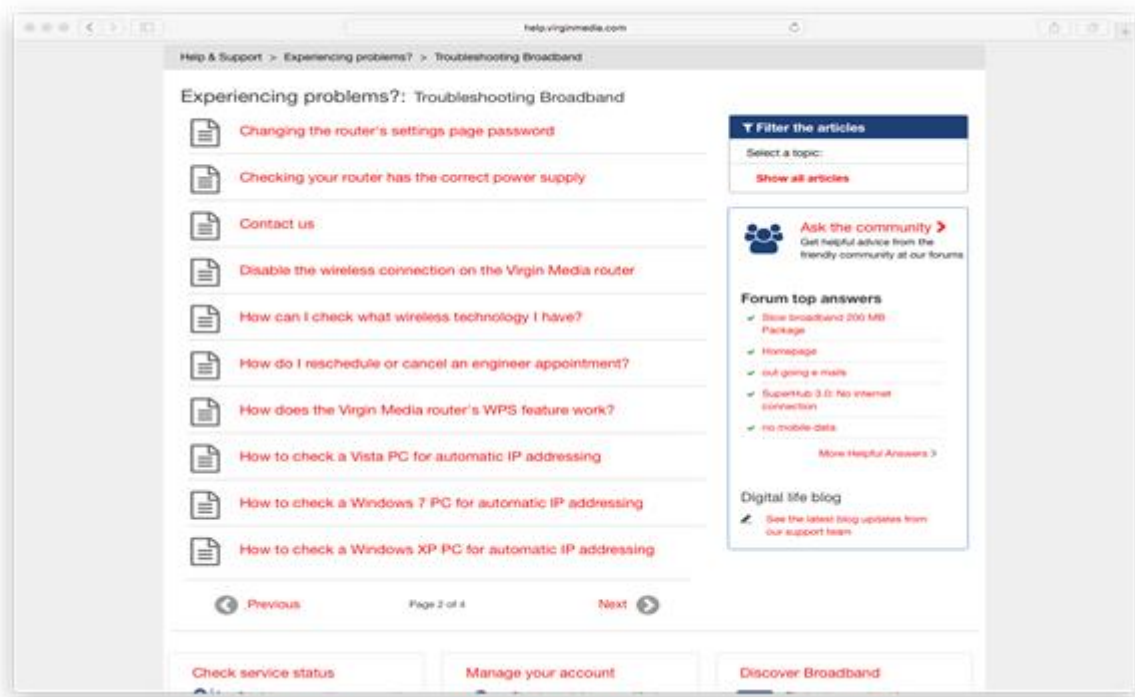 help.virginmedia.com
Help & Support > Experiencing problems? > Troubleshooting Broadband
Experiencing problems?: Troubleshooting Broadband
Changing the router's settings page password
Checking your router has the correct power supply
Contact us
Disable the wireless connection on the Virgin Media router
How can I check what wireless technology I have?
How do I reschedule or cancel an engineer appointment?
How does the Virgin Media router's WPS feature work?
How to check a Vista PC for automatic IP addressing
How to check a Windows 7 PC for automatic IP addressing
How to check a Windows XP PC for automatic IP addressing
Previous
Page 2 of 4
Next
Filter the articles
Select a topic:
Show all articles
Ask the community
Get helpful advice from the
friendly community at our forums
Forum top answers
broadband 200 MB
Package
Homepage
out going e mails
SuperHub 3.0: No internet
connection
no mobile data
More Helpful Answers >
Digital life blog
See the latest blog updates from
our support team
Check service status
Manage your account
Discover Broadband